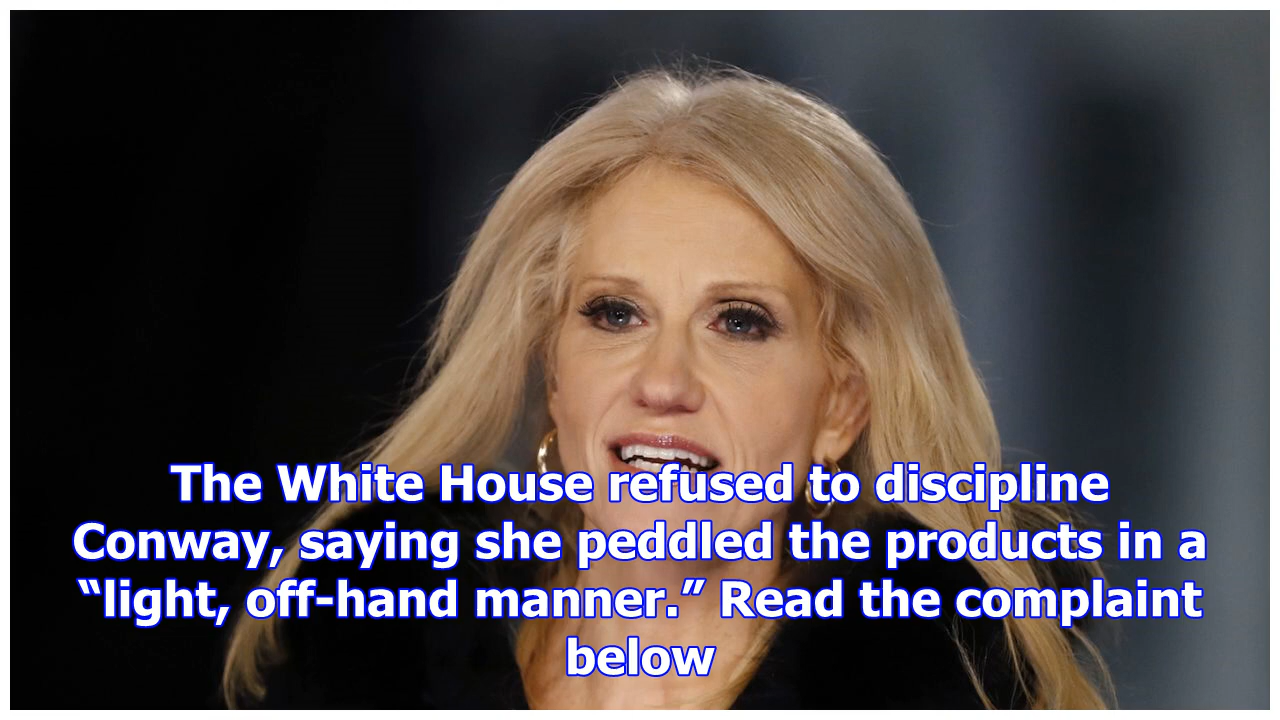 The White House refused to discipline
Conway, saying she peddled the products in a
“light, off-hand manner.” Read the complaint
below